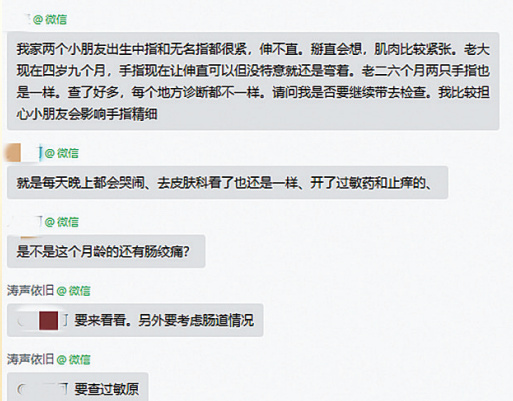 @微信
我家两个小朋友出生中指和无名指都很紧，伸不直。掰直会想，肌肉比较紧张。老大
现在四岁九个月，手指现在让伸直可以但没特意就还是弯着。老二六个月两只手指也
是一样。查了好多，每个地方诊断都不一样。请问我是否要继续带去检查。我比较担
心小朋友会影响手指精细
@微信
就是每天晚上都会哭闹、去皮肤科看了也还是一样、开了过敏药和止痒的、
@微信
是不是这个月龄的还有肠绞痛？
涛声依旧@微信
要来看看。另外要考虑肠道情况
涛声依旧@微信
要查过敏原